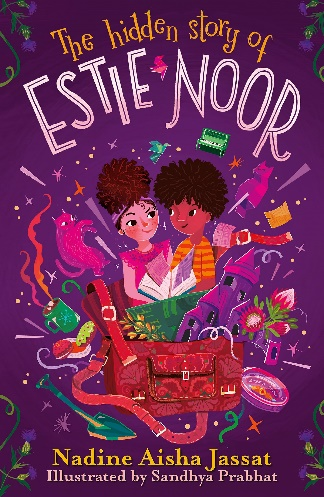 The hidden story of
ESTIE NOOR
Nadine Aisha Jassat
Illustrated by Sandhya Prabhat